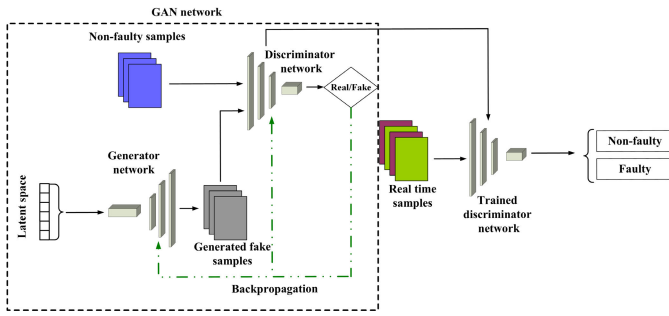 GAN network
Non-faulty samples
Discriminator
network
Real/Fake
Generator
network
Latent space
Generated fake
samples
Backpropagation
Real time
samples
Trained
discriminator
network
Non-faulty
Faulty